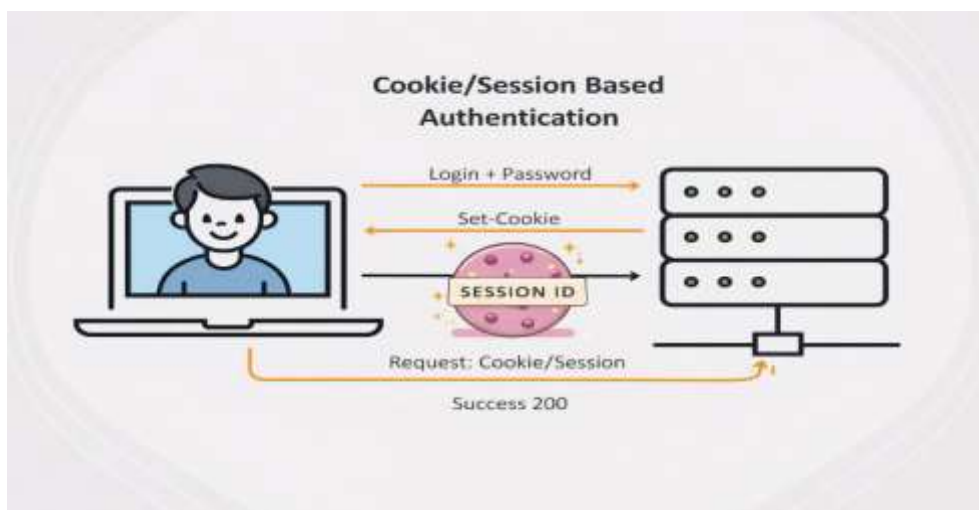 Cookie/Session Based
Authentication
Login + Password
Set-Cookie
SESSION ID
Request: Cookie/Session
Success 200